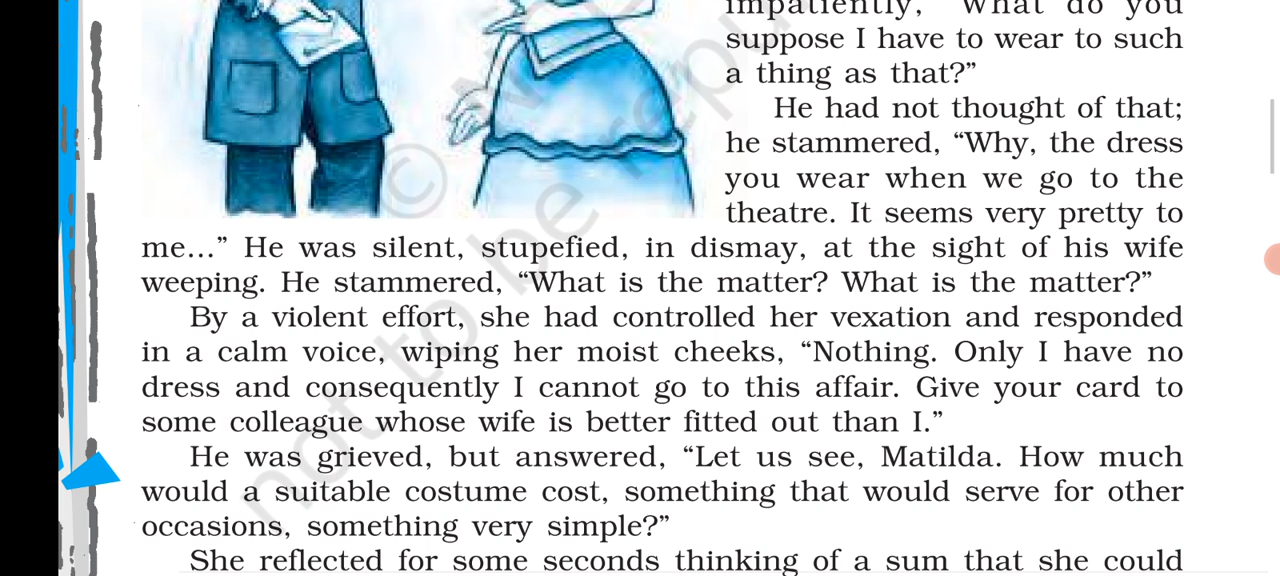 impatiently, “What do you
suppose I have to wear to such
a thing as that?”
He had not thought of that;
he stammered, “Why, the dress
you wear when we go to the
theatre. It seems very pretty to
me...” He was silent, stupefied, in dismay, at the sight of his wife
weeping. He stammered, “What is the matter? What is the matter?”
By a violent effort, she had controlled her vexation and responded
in a calm voice, wiping her moist cheeks, “Nothing. Only I have no
dress and consequently I cannot go to this affair. Give your card to
some colleague whose wife is better fitted out than I.”
He was grieved, but answered, “Let us see, Matilda. How much
would a suitable costume cost, something that would serve for other
occasions, something very simple?”
She reflected for some seconds thinking of a sum that she could
© N
not to be repu